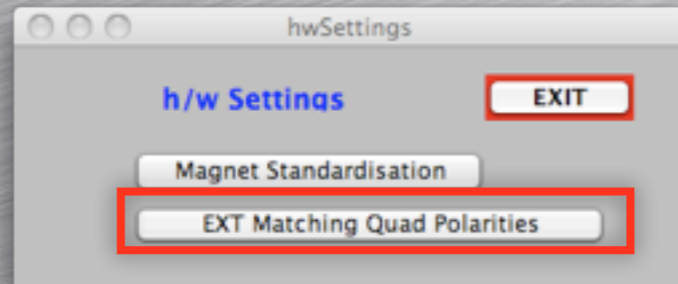 hwSettings
h/w Settings
EXIT
Magnet Standardisation
EXT Matching Quad Polarities